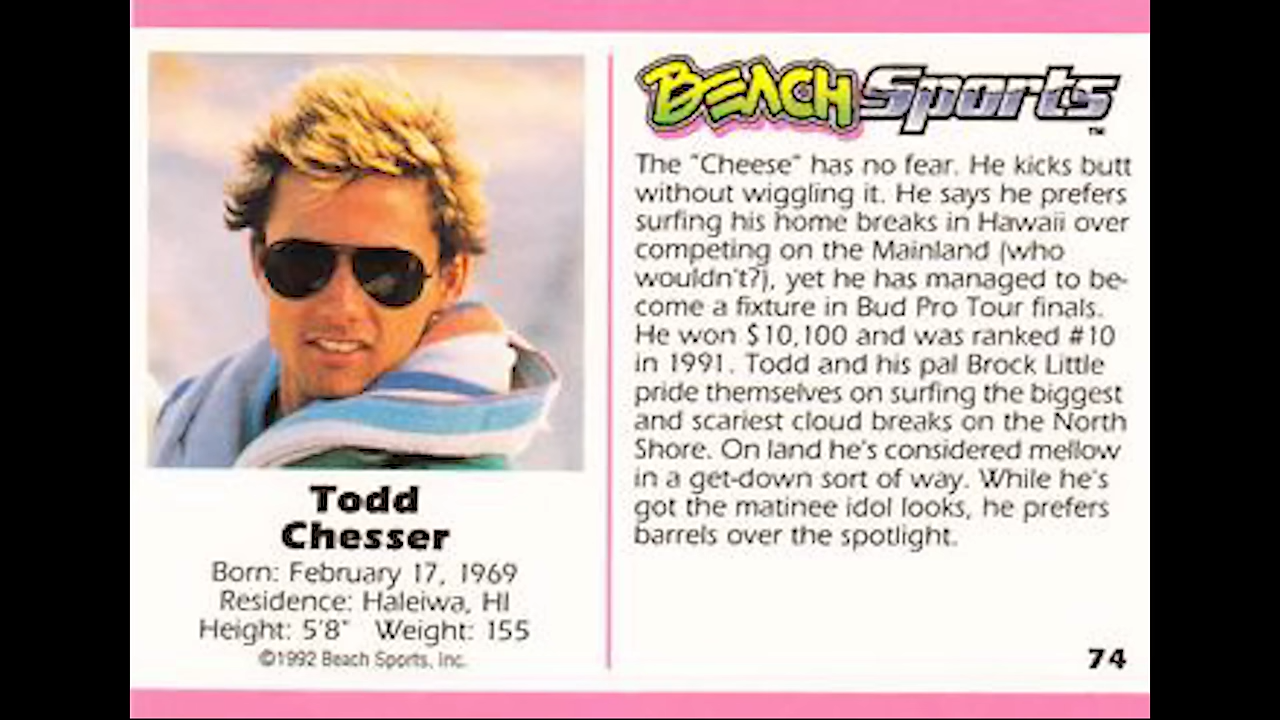 Todd
Chesser
Born: February 17, 1969
Residence: Haleiwa, HI
Height: 5'8" Weight: 155
©1992 Beach Sports, Inc.
BEACH Sports™
The "Cheese" has no fear. He kicks butt
without wiggling it. He says he prefers
surfing his home breaks in Hawaii over
competing on the Mainland (who
wouldn't?), yet he has managed to be-
come a fixture in Bud Pro Tour finals.
He won $10,100 and was ranked #10
in 1991. Todd and his pal Brock Little
pride themselves on surfing the biggest
and scariest cloud breaks on the North
Shore. On land he's considered mellow
in a get-down sort of way. While he's
got the matinee idol looks, he prefers
barrels over the spotlight.
74